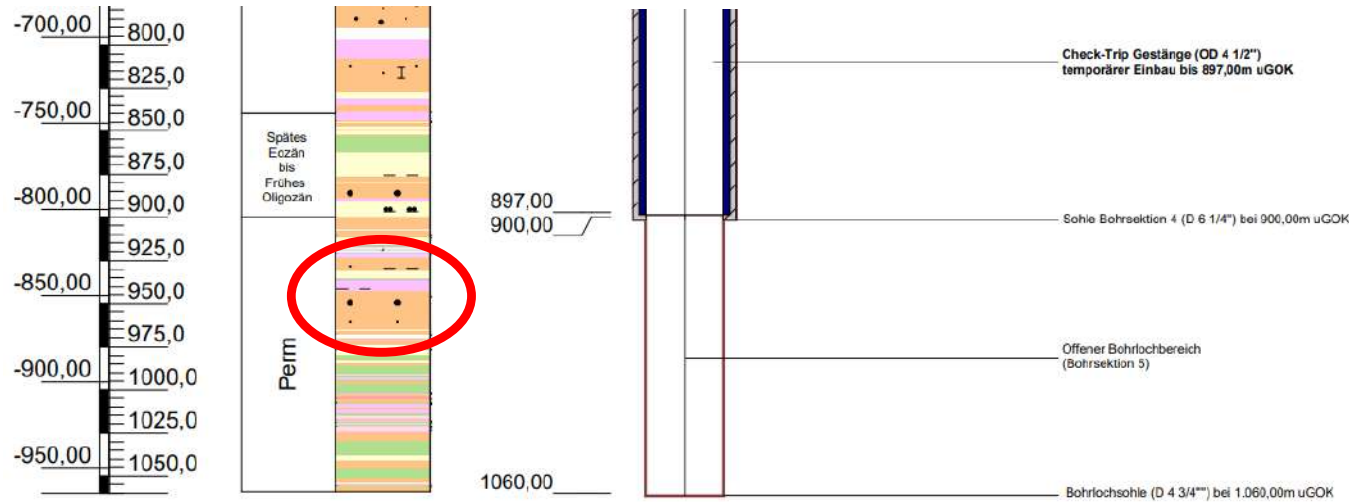 -700,00
800,0
825,0
-750,00
850,0
875,0
-800,00
900,0
925,0
-850,00
950,0
975,0
-900,00
1000,0
1025,0
-950,00
1050,0
Spätes
Eozän
bis
Frühes
Oligozän
Perm
897,00
900,00
1060,00
Check-Trip Gestänge (OD 4 1/2")
temporärer Einbau bis 897,00m uGOK
Sohle Bohrsektion 4 (D 6 1/4") bei 900,00m uGOK
Offener Bohrlochbereich
(Bohrsektion 5)
Bohrlochsohle (D 4 3/4"") bei 1.060,00m uGOK